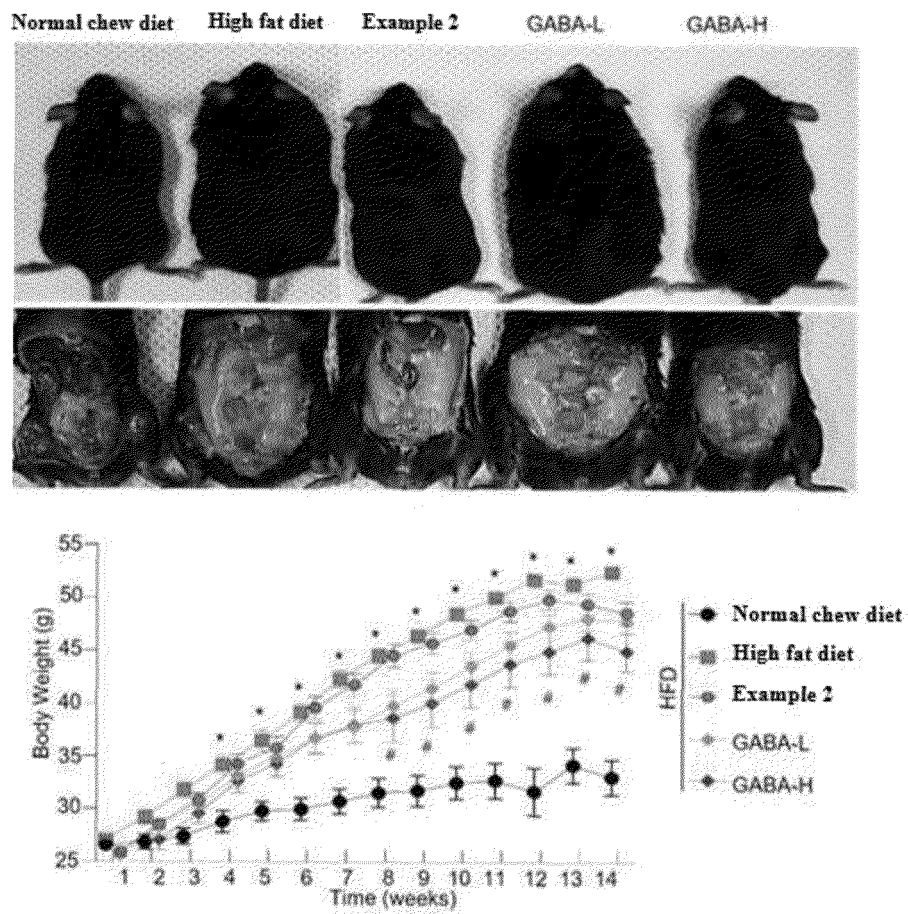 Normal chew diet High fat diet Example 2 GABA-L GABA-H
55
50
45
40
35
30
25
Body Weight (g)
* * * * * * * * * * *
# # # # # # #
1 2 3 4 5 6 7 8 9 10 11 12 13 14
Time (weeks)
HFD
Normal chew diet
High fat diet
Example 2
GABA-L
GABA-H